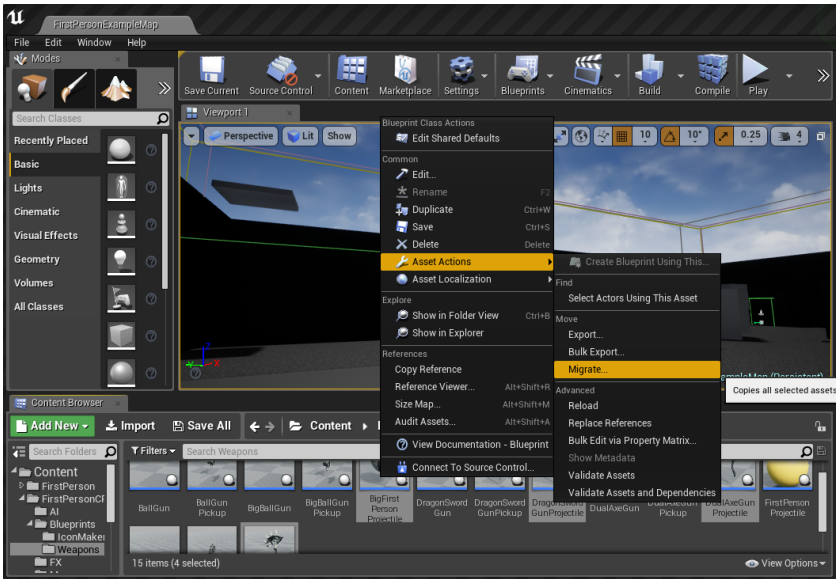 FirstPersonExampleMap
File Edit Window Help
Modes
Save Current Source Control Content Marketplace Settings Blueprints Cinematics Build Compile Play
Search Classes
Recently Placed
Basic
Lights
Cinematic
Visual Effects
Geometry
Volumes
All Classes
Viewport 1
Perspective Lit Show
10 10° 0.25 4
Blueprint Class Actions
Edit Shared Defaults
Common
Edit...
Rename F2
Duplicate Ctrl+W
Save Ctrl+S
Delete Delete
Asset Actions
Asset Localization
Explore
Show in Folder View Ctrl+B
Show in Explorer
References
Copy Reference
Reference Viewer... Alt+Shift+R
Size Map... Alt+Shift+M
Audit Assets... Alt+Shift+A
View Documentation - Blueprint
Connect To Source Control...
Create Blueprint Using This...
Find
Select Actors Using This Asset
Move
Export...
Bulk Export...
Migrate...
Advanced
Reload
Replace References
Bulk Edit via Property Matrix...
Show Metadata
Validate Assets
Validate Assets and Dependencies
(Persistent)
Copies all selected assets
Z
Y X
Content Browser
Add New Import Save All Content
Search Folders
Filters Search Weapons
Content
FirstPerson
FirstPersonCF
AI
Blueprints
IconMaker
Weapons
FX
BallGun
BallGun Pickup
BigBallGun
BigBallGun Pickup
BigFirst Person Projectile
DragonSword Gun
DragonSword GunPickup
DragonSword GunProjectile
DualAxeGun
DualAxeGun Pickup
DualAxeGun Projectile
FirstPerson Projectile
15 items (4 selected)
View Options